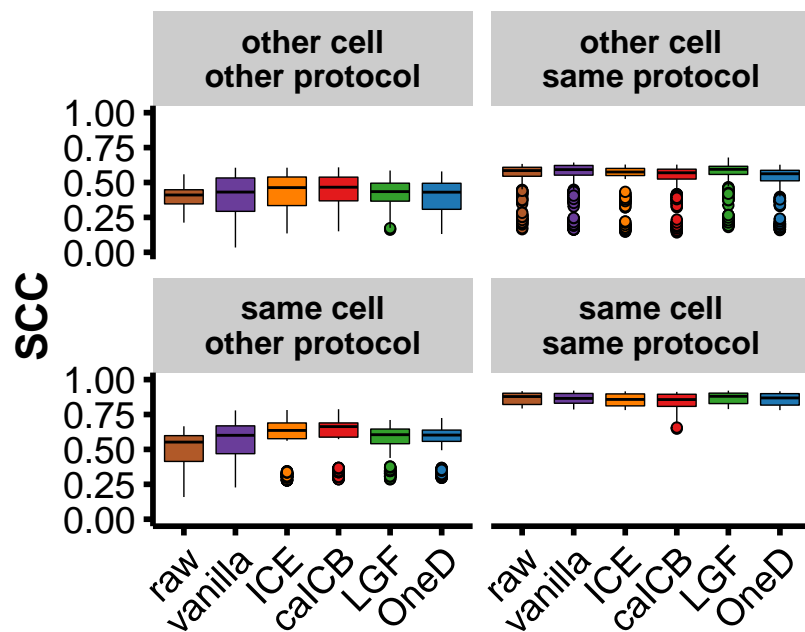 other cell
other protocol
other cell
same protocol
1.00
0.75
0.50
0.25
0.00
SCC
same cell
other protocol
same cell
same protocol
1.00
0.75
0.50
0.25
0.00
raw
vanilla
ICE
calCB
LGF
OneD
raw
vanilla
ICE
calCB
LGF
OneD